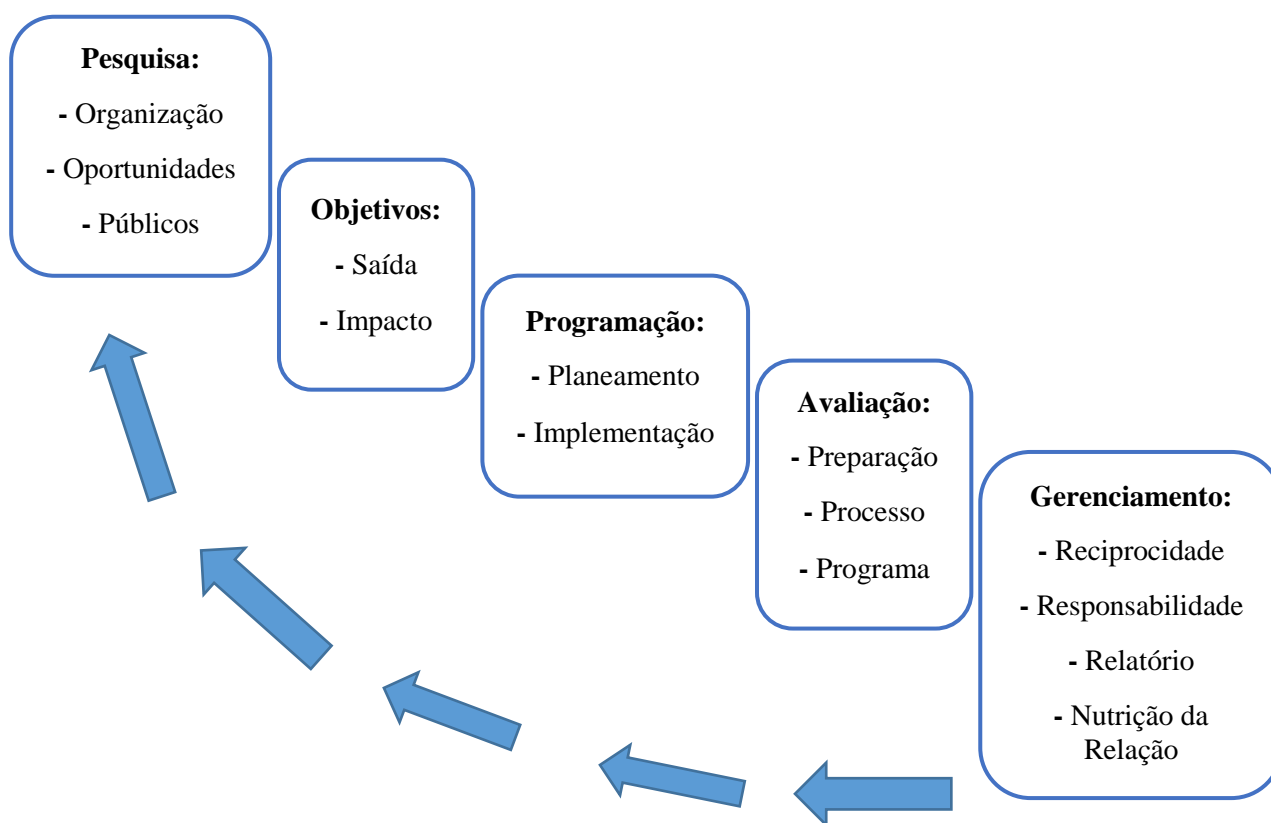 Pesquisa:
- Organização
- Oportunidades
- Públicos
Objetivos:
- Saída
- Impacto
Programação:
- Planeamento
- Implementação
Avaliação:
- Preparação
- Processo
- Programa
Gerenciamento:
- Reciprocidade
- Responsabilidade
- Relatório
- Nutrição da
Relação